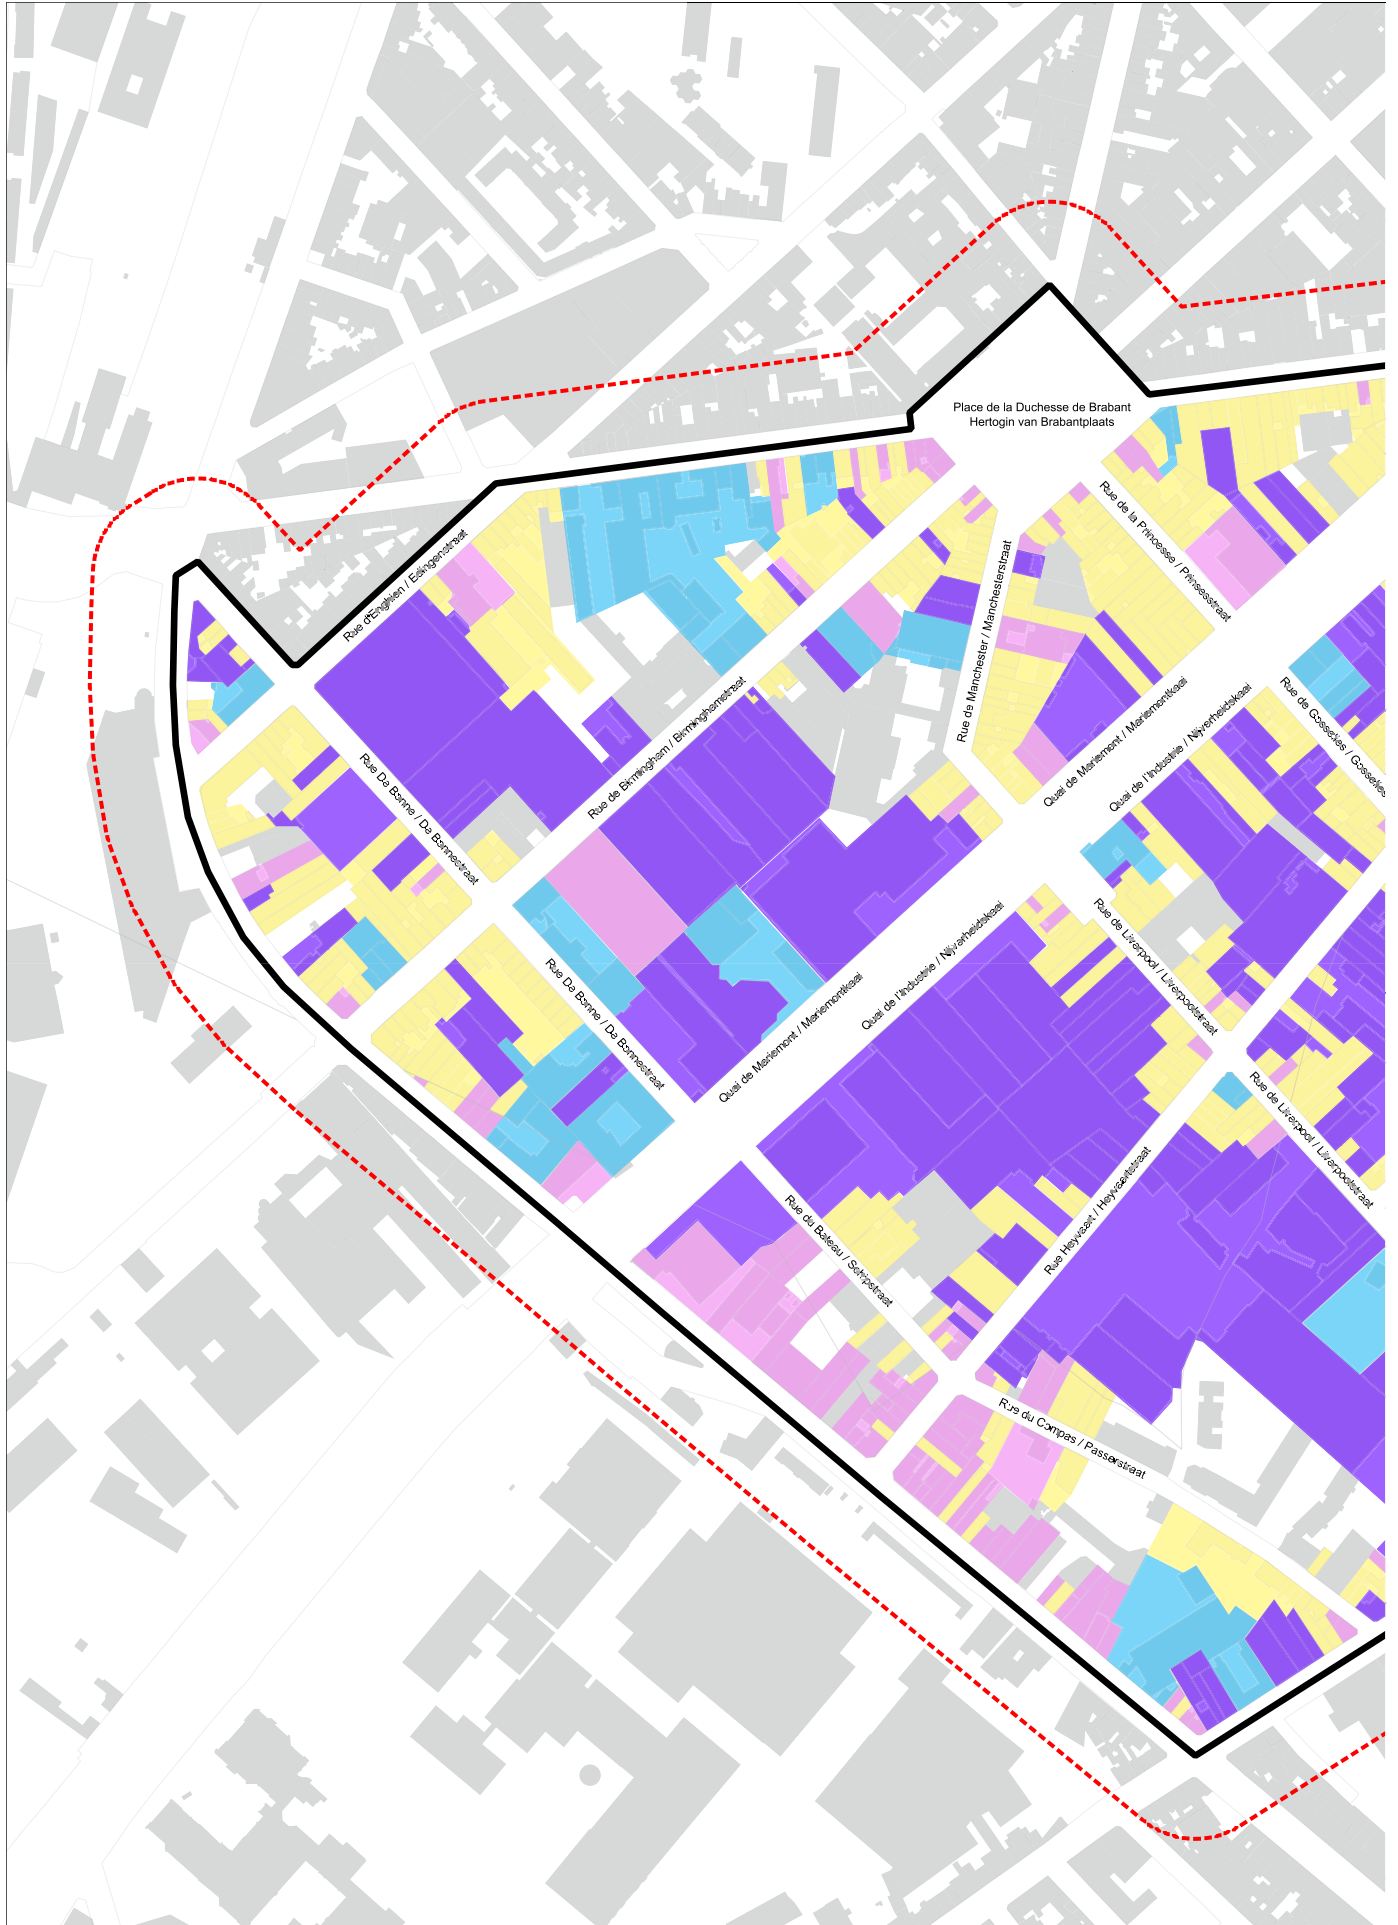 Place de la Duchesse de Brabant
Hertogin van Brabantplaats
Rue d'Enghien / Edingenstraat
Rue de la Princesse / Prinsesstraat
Rue de Manchester / Manchesterstraat
Rue de Birmingham / Birminghamstraat
Quai de Mariemont / Mariemontkaai
Quai de l'Industrie / Nijverheidskaai
Rue de Gosselies / Gosselies
Rue De Bonne / De Bonnestraat
Rue de Liverpool / Liverpoolstraat
Quai de l'Industrie / Nijverheidskaai
Rue De Bonne / De Bonnestraat
Quai de Mariemont / Mariemontkaai
Rue de Liverpool / Liverpoolstraat
Rue Heyvaert / Heyvaertstraat
Rue du Bateau / Schipstraat
Rue du Compas / Passerstraat